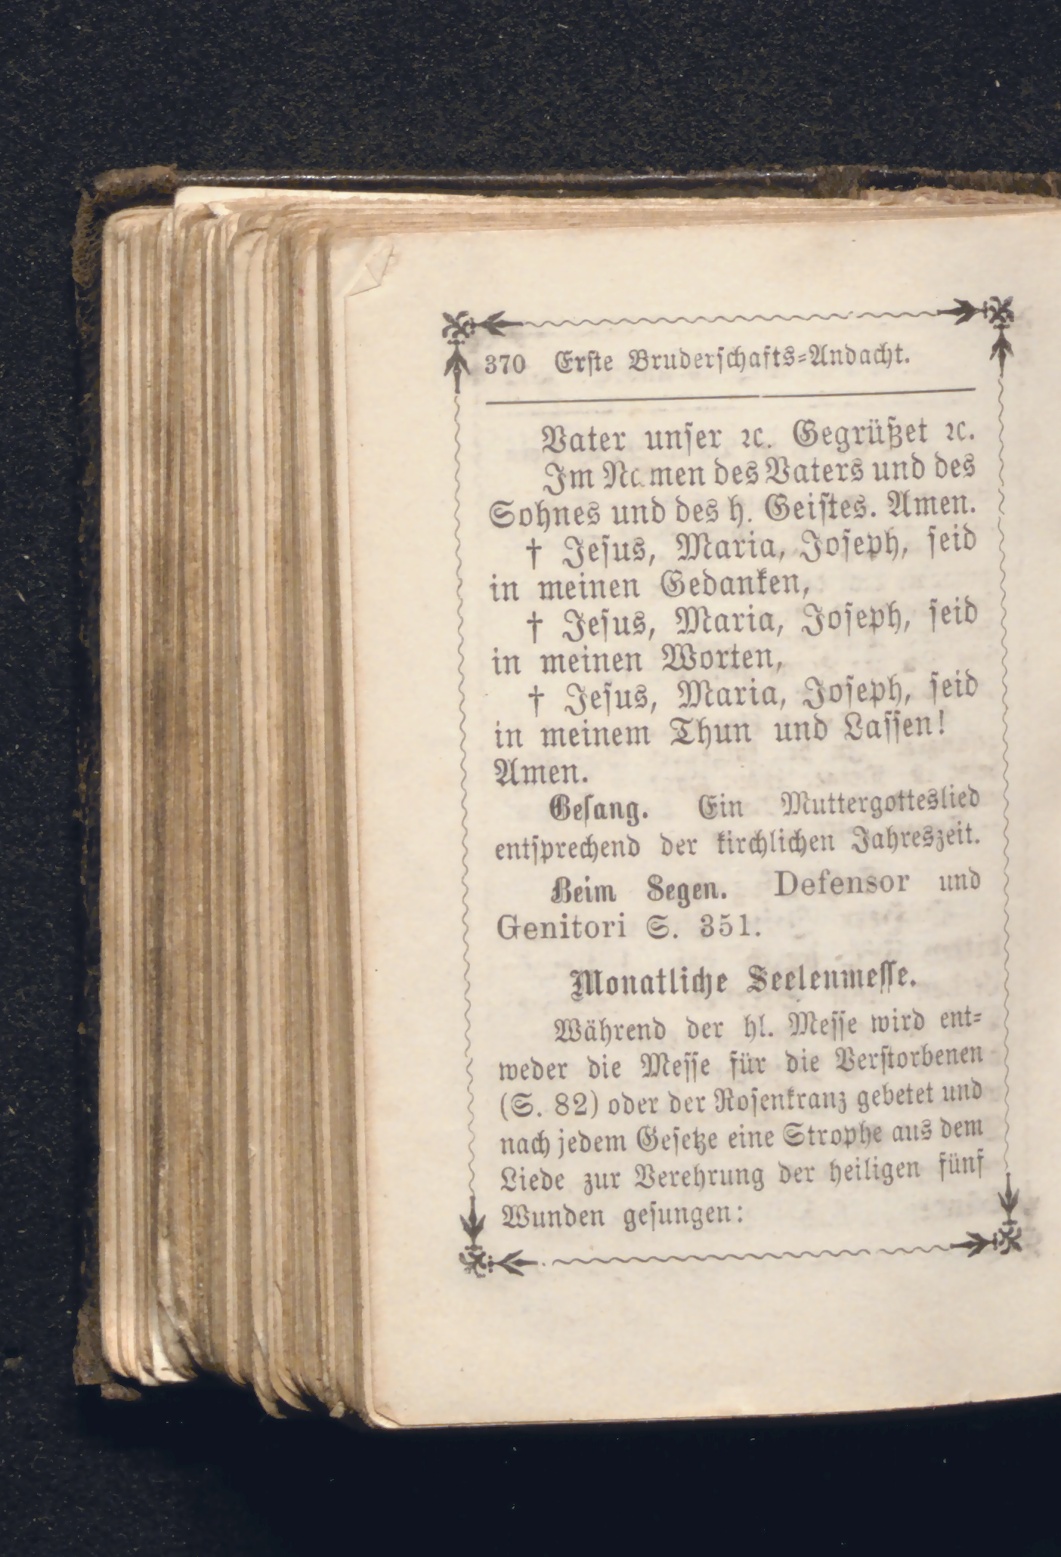 370 Erste Bruderschafts=Andacht.
Vater unser ꝛc. Gegrüßet ꝛc.
Im Namen des Vaters und des
Sohnes und des h. Geistes. Amen.
† Jesus, Maria, Joseph, seid
in meinen Gedanken,
† Jesus, Maria, Joseph, seid
in meinen Worten,
† Jesus, Maria, Joseph, seid
in meinem Thun und Lassen!
Amen.
Gesang. Ein Muttergotteslied
entsprechend der kirchlichen Jahreszeit.
Beim Segen. Defensor und
Genitori S. 351.
Monatliche Seelenmesse.
Während der hl. Messe wird ent=
weder die Messe für die Verstorbenen
(S. 82) oder der Rosenkranz gebetet und
nach jedem Gesetze eine Strophe aus dem
Liede zur Verehrung der heiligen fünf
Wunden gesungen: